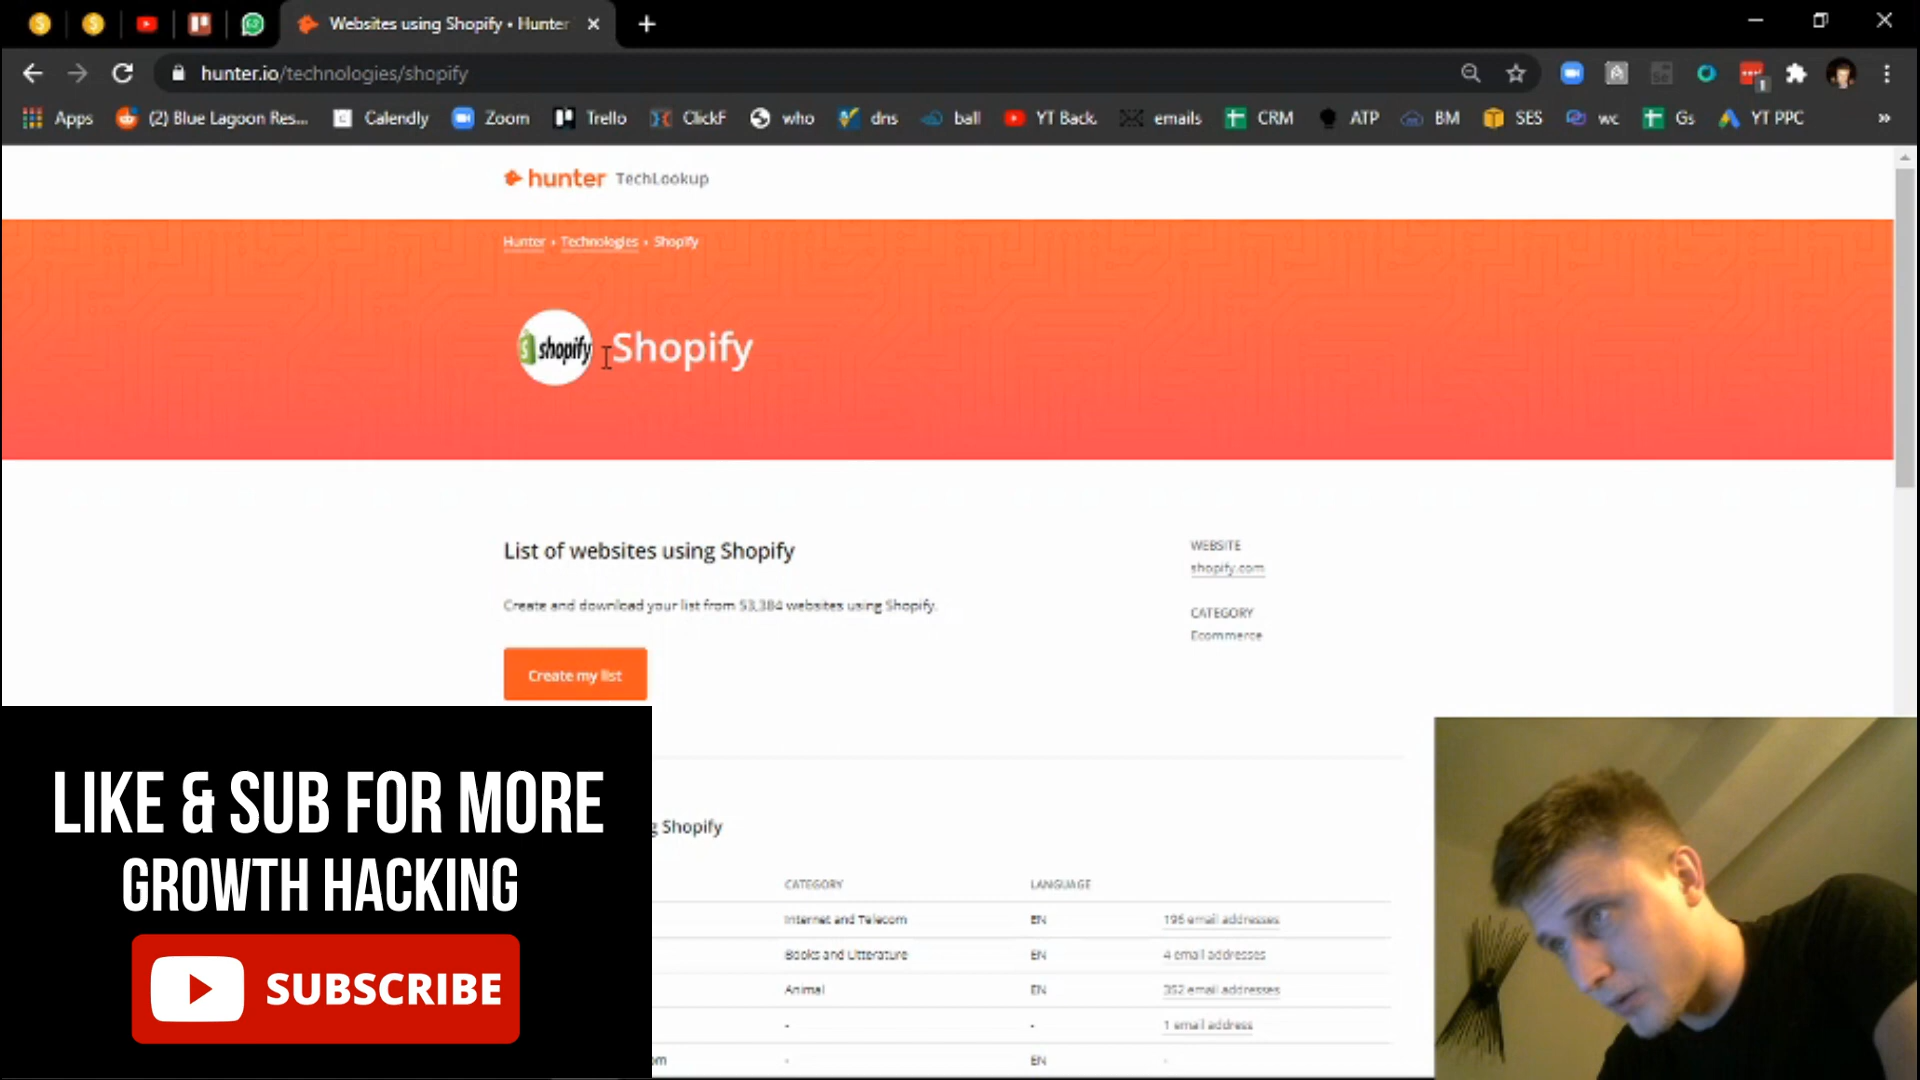 Websites using Shopify • Hunter
hunter.io/technologies/shopify
Apps (2) Blue Lagoon Res... Calendly Zoom Trello ClickF who dns ball YT Back. emails CRM ATP BM SES wc Gs YT PPC »
hunter TechLookup
Hunter • Technologies • Shopify
shopify Shopify
List of websites using Shopify
Create and download your list from 53,384 websites using Shopify.
Create my list
WEBSITE
shopify.com
CATEGORY
Ecommerce
g Shopify
CATEGORY LANGUAGE
Internet and Telecom EN 196 email addresses
Books and Litterature EN 4 email addresses
Animal EN 352 email addresses
- - 1 email address
om - EN -
LIKE & SUB FOR MORE
GROWTH HACKING
SUBSCRIBE